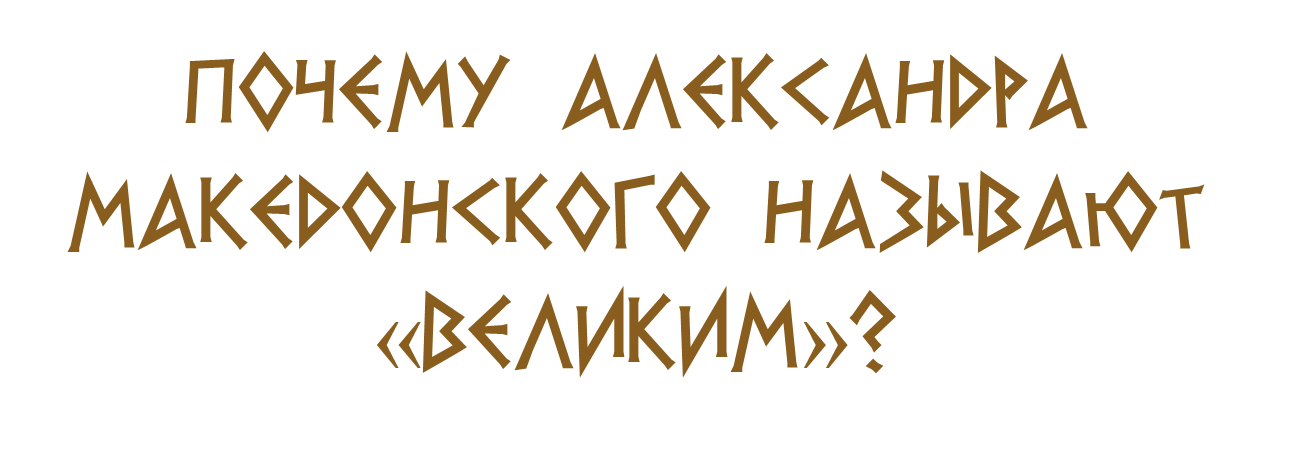 ПОЧЕМУ АЛЕКСАНДРА
МАКЕДОНСКОГО НАЗЫВАЮТ
«ВЕЛИКИМ»?